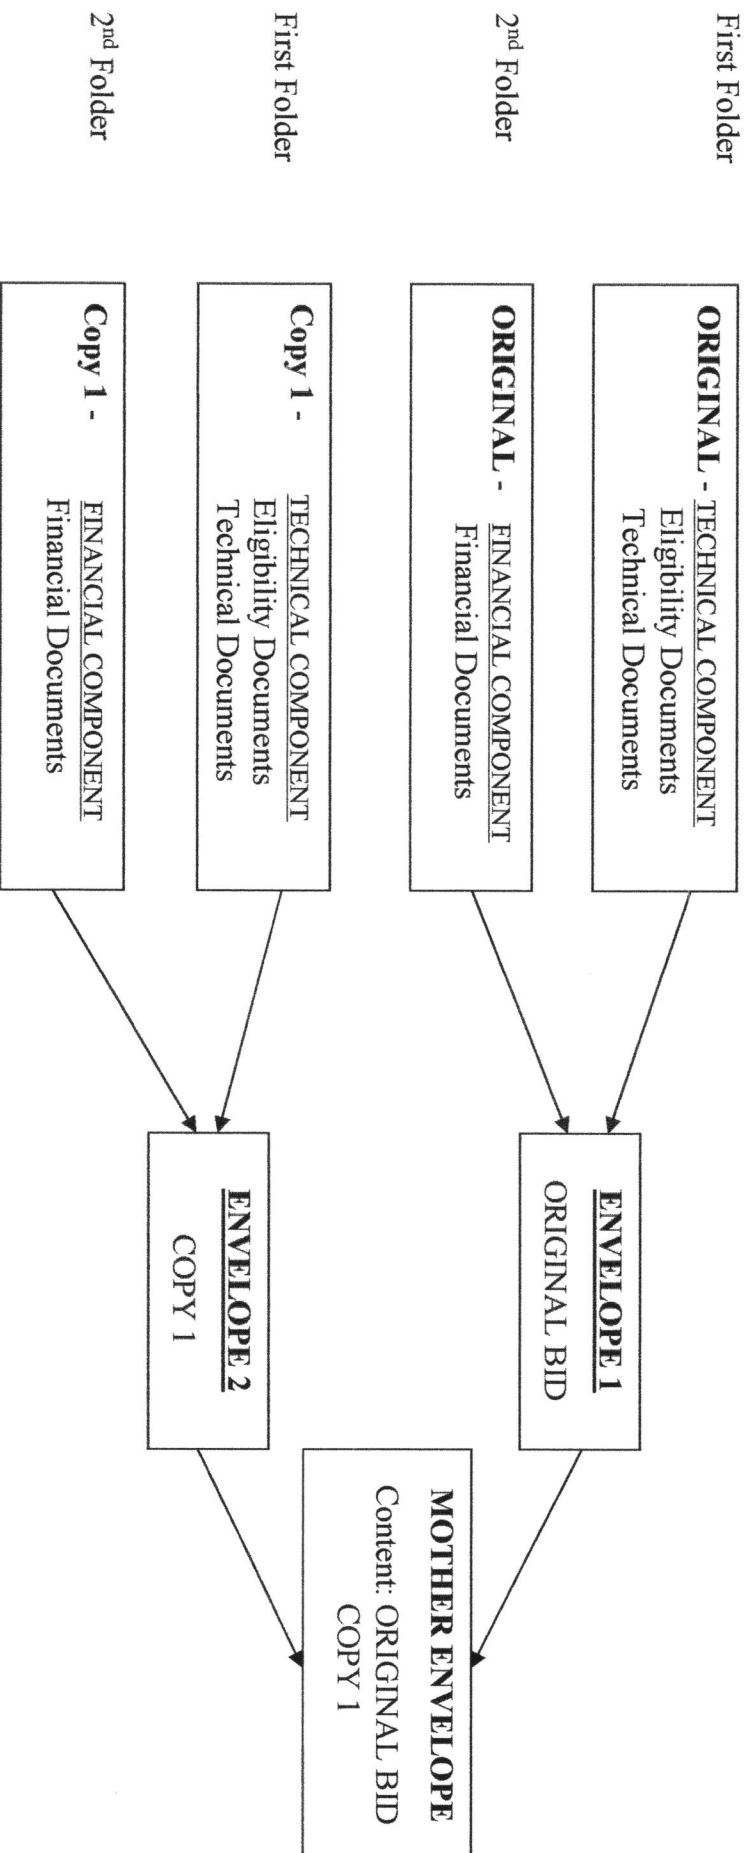 First Folder
ORIGINAL - TECHNICAL COMPONENT
Eligibility Documents
Technical Documents
2nd Folder
ORIGINAL - FINANCIAL COMPONENT
Financial Documents
ENVELOPE 1
ORIGINAL BID
First Folder
Copy 1 - TECHNICAL COMPONENT
Eligibility Documents
Technical Documents
2nd Folder
Copy 1 - FINANCIAL COMPONENT
Financial Documents
ENVELOPE 2
COPY 1
MOTHER ENVELOPE
Content: ORIGINAL BID
COPY 1